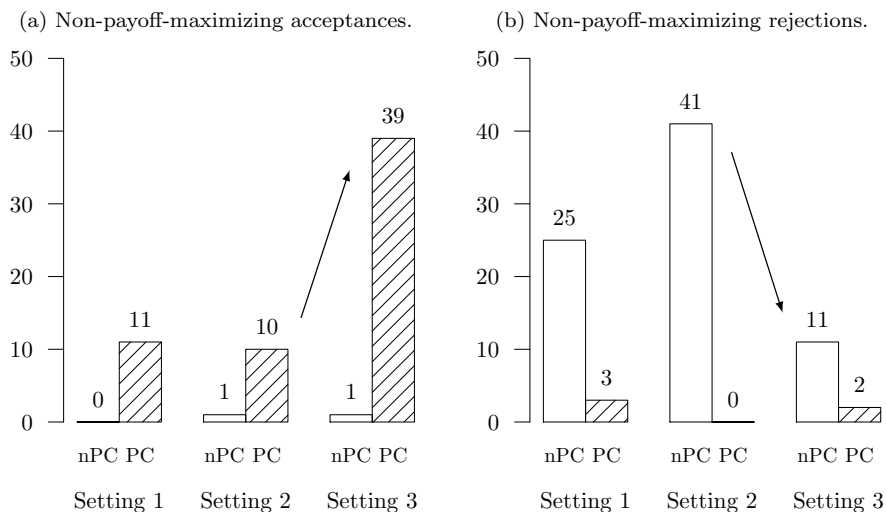 (a) Non-payoff-maximizing acceptances.
50
40
30
20
10
0
0
11
1
10
1
39
nPC PC
nPC PC
nPC PC
Setting 1
Setting 2
Setting 3
(b) Non-payoff-maximizing rejections.
50
40
30
20
10
0
25
3
41
0
11
2
nPC PC
nPC PC
nPC PC
Setting 1
Setting 2
Setting 3